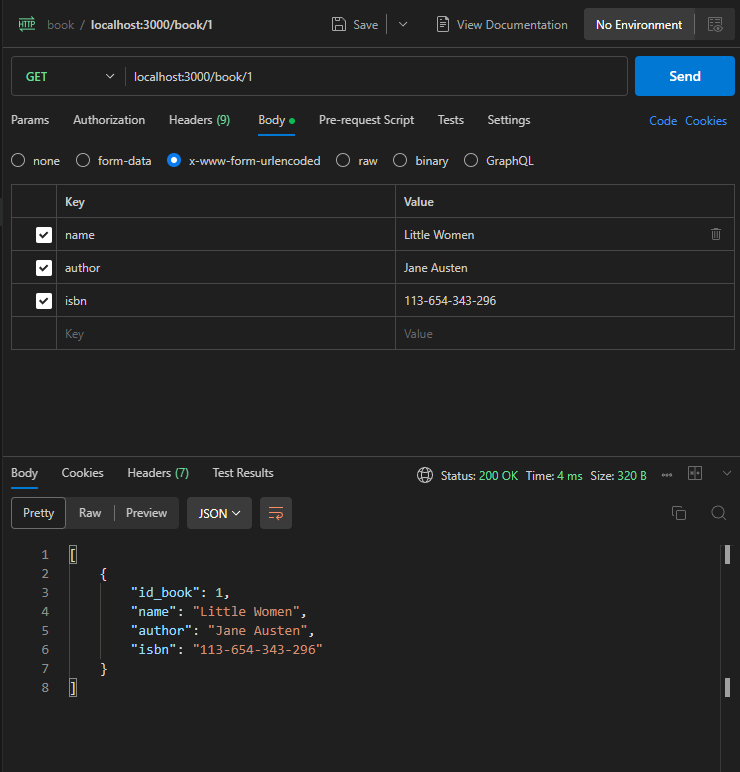 HTTP book / localhost:3000/book/1 Save View Documentation No Environment
GET localhost:3000/book/1 Send
Params Authorization Headers (9) Body Pre-request Script Tests Settings Code Cookies
none form-data x-www-form-urlencoded raw binary GraphQL
Key Value
name Little Women
author Jane Austen
isbn 113-654-343-296
Key Value
Body Cookies Headers (7) Test Results Status: 200 OK Time: 4 ms Size: 320 B
Pretty Raw Preview JSON
1 [
2 {
3 "id_book": 1,
4 "name": "Little Women",
5 "author": "Jane Austen",
6 "isbn": "113-654-343-296"
7 }
8 ]